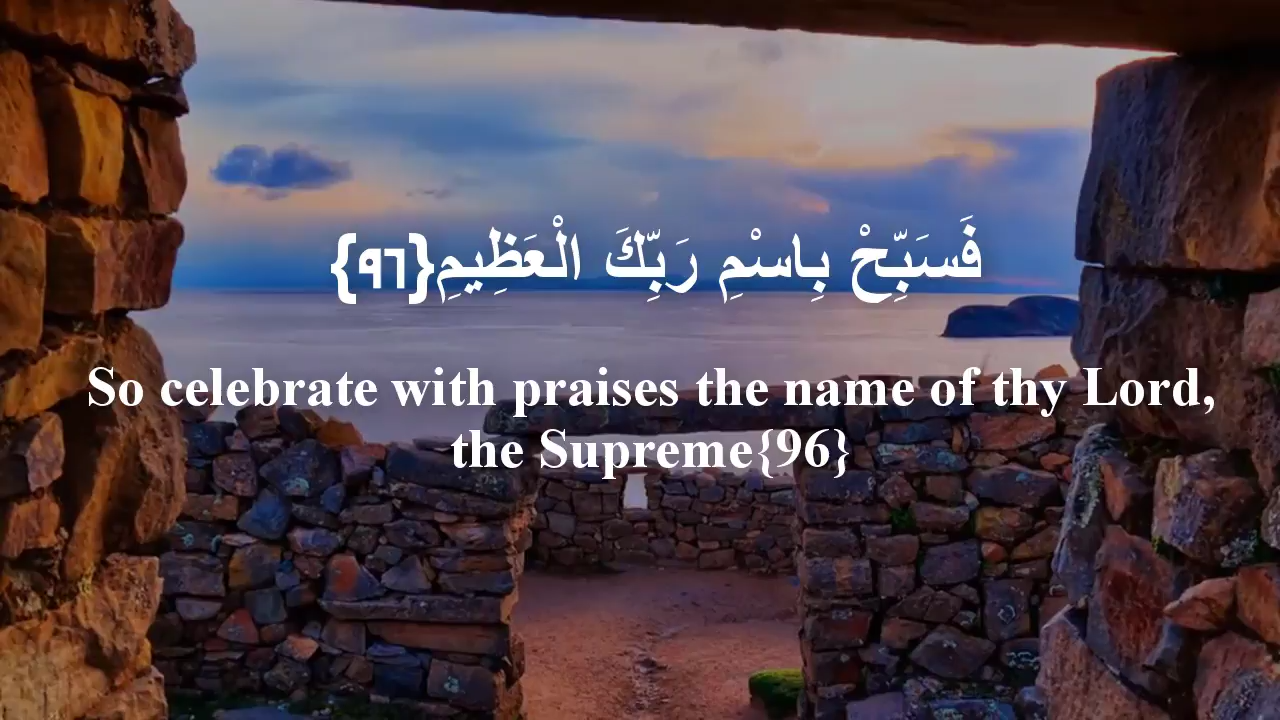 فَسَبِّحْ بِاسْمِ رَبِّكَ الْعَظِيمِ{٩٦}
So celebrate with praises the name of thy Lord,
the Supreme{96}